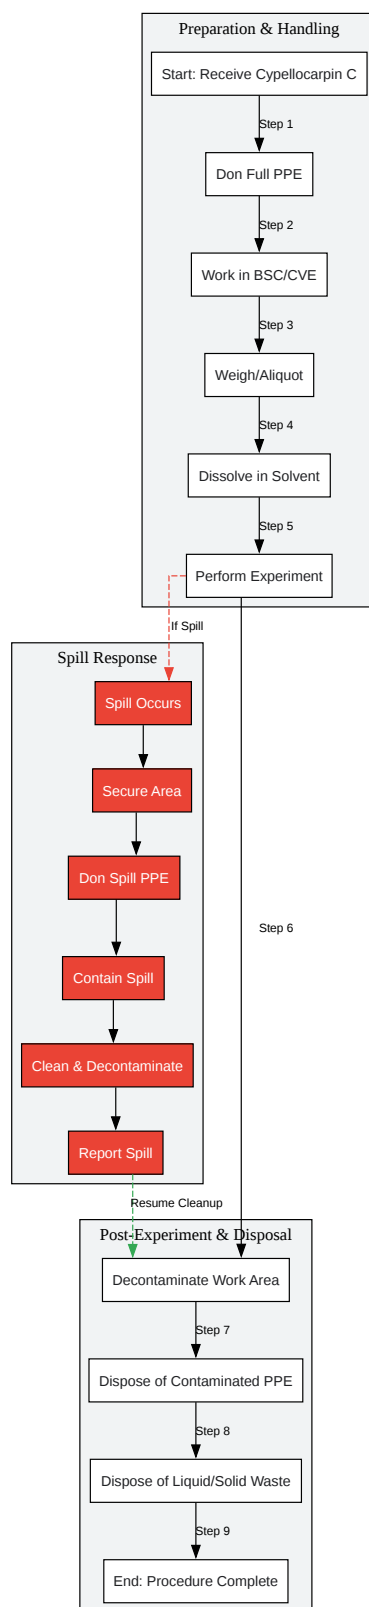 Preparation & Handling
Start: Receive Cypellocarpin C
Step 1
Don Full PPE
Step 2
Work in BSC/CVE
Step 3
Weigh/Aliquot
Step 4
Dissolve in Solvent
Step 5
Perform Experiment
If Spill
Spill Response
Spill Occurs
Secure Area
Don Spill PPE
Step 6
Contain Spill
Clean & Decontaminate
Report Spill
Resume Cleanup
Post-Experiment & Disposal
Decontaminate Work Area
Step 7
Dispose of Contaminated PPE
Step 8
Dispose of Liquid/Solid Waste
Step 9
End: Procedure Complete